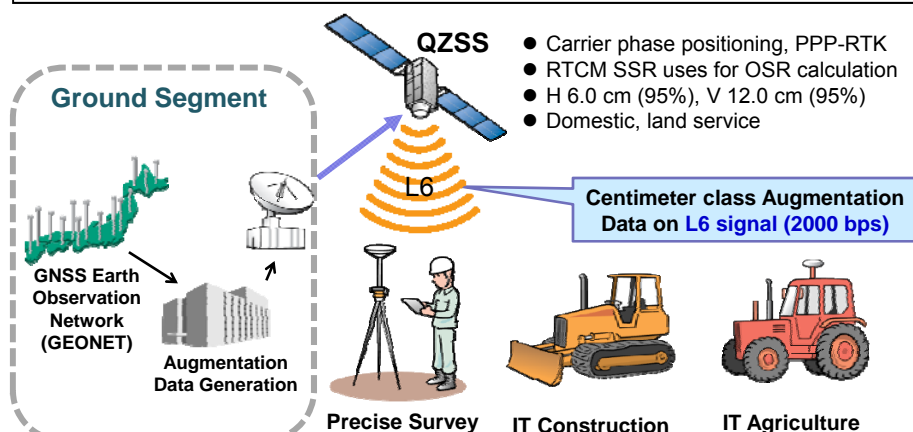 QZSS
● Carrier phase positioning, PPP-RTK
● RTCM SSR uses for OSR calculation
● H 6.0 cm (95%), V 12.0 cm (95%)
● Domestic, land service
Ground Segment
L6
Centimeter class Augmentation
Data on L6 signal (2000 bps)
GNSS Earth
Observation
Network
(GEONET)
Augmentation
Data Generation
Precise Survey
IT Construction
IT Agriculture